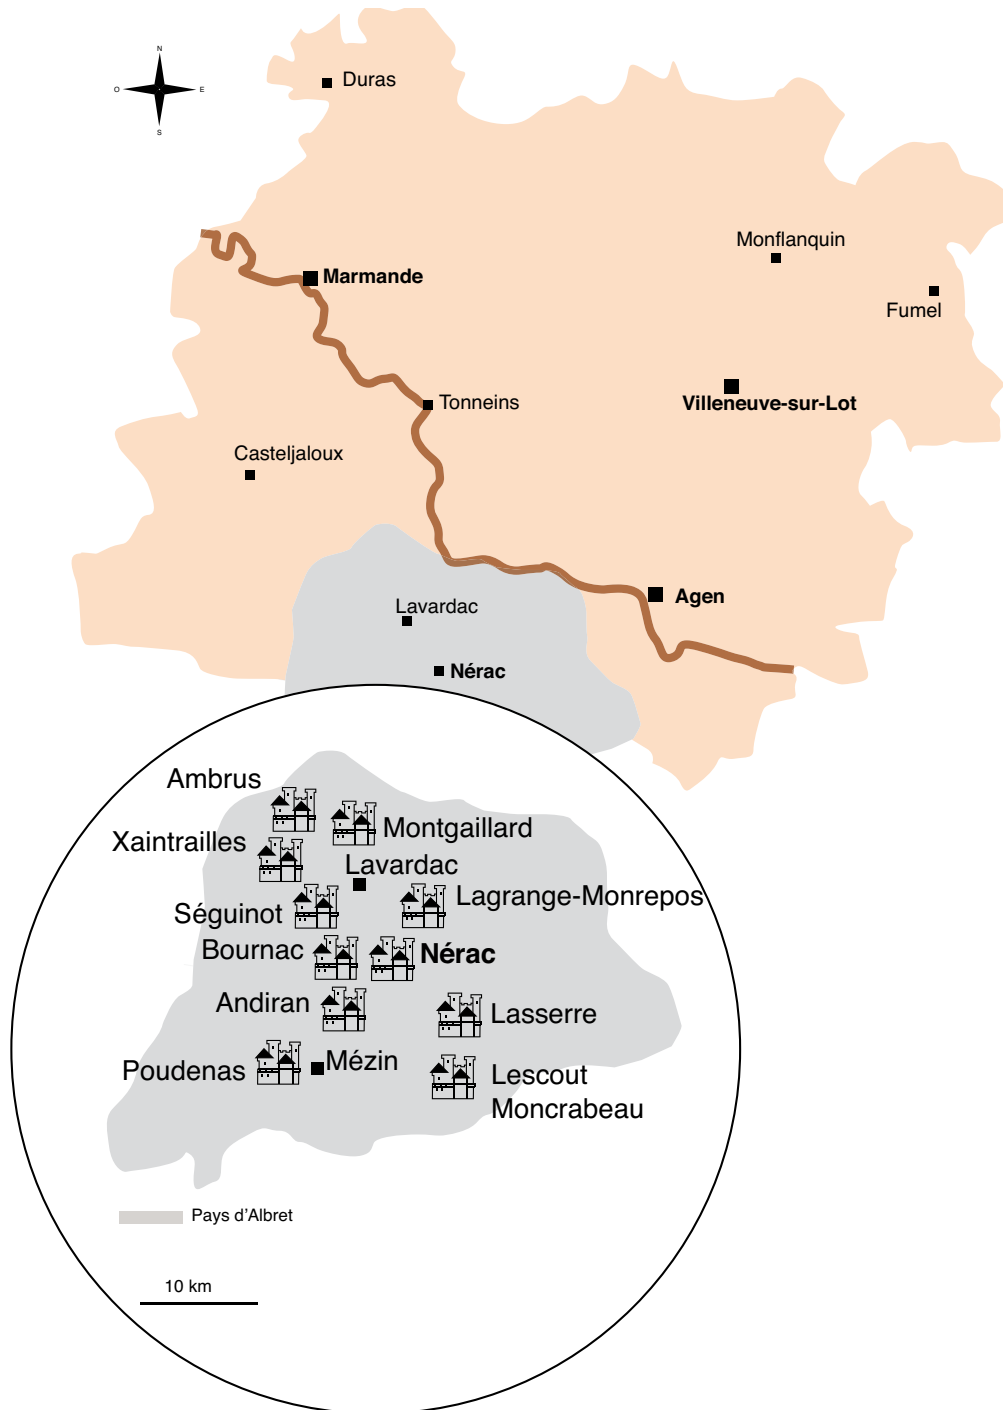 N
O
E
S
Duras
Monflanquin
Marmande
Fumel
Villeneuve-sur-Lot
Tonneins
Casteljaloux
Agen
Lavardac
Nérac
Ambrus
Montgaillard
Xaintrailles
Lavardac
Lagrange-Monrepos
Séguinot
Bournac
Nérac
Andiran
Lasserre
Poudenas
Mézin
Lescout
Moncrabeau
Pays d'Albret
10 km